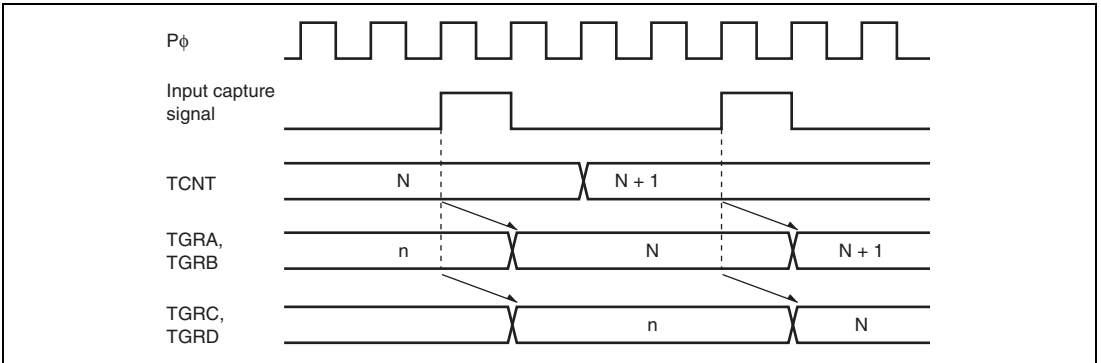 Pϕ
Input capture
signal
TCNT
N
N + 1
TGRA,
TGRB
n
N
N + 1
TGRC,
TGRD
n
N